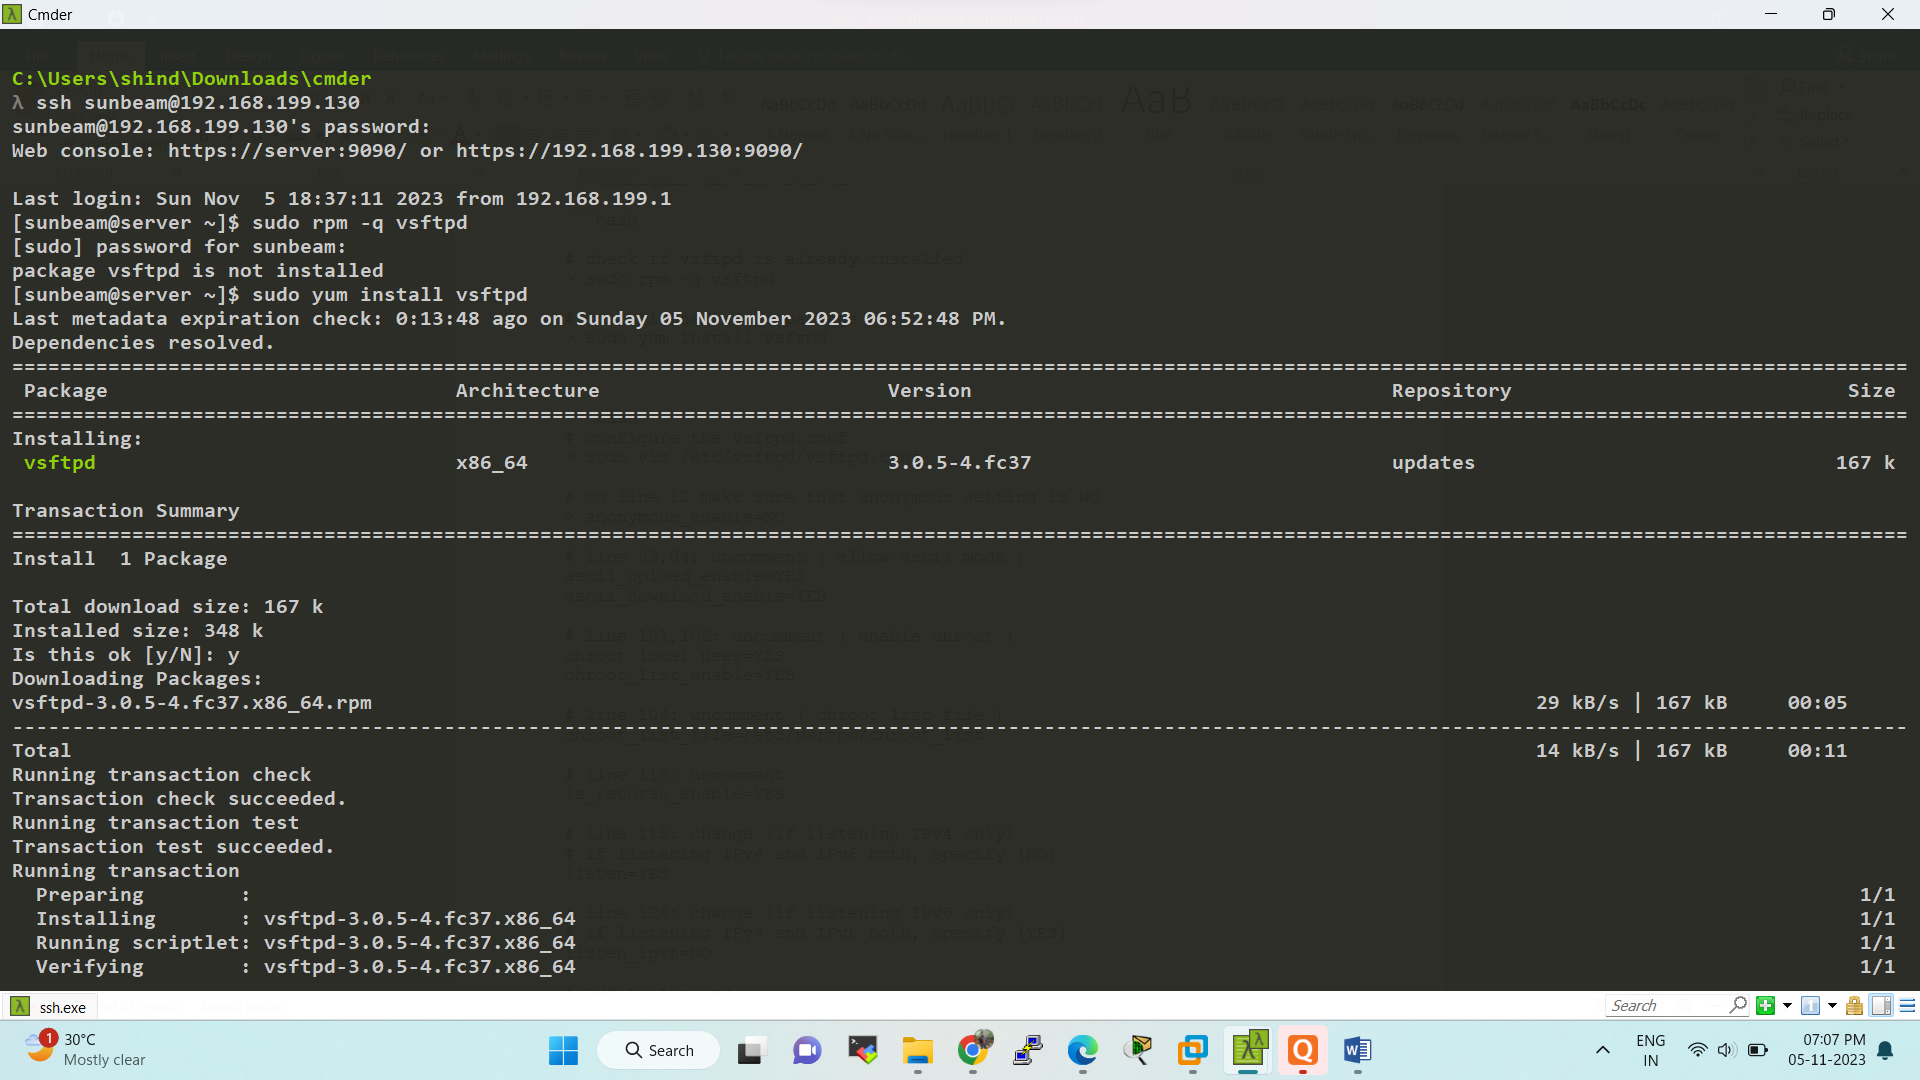 Cmder
C:\Users\shind\Downloads\cmder
λ ssh sunbeam@192.168.199.130
sunbeam@192.168.199.130's password:
Web console: https://server:9090/ or https://192.168.199.130:9090/
Last login: Sun Nov  5 18:37:11 2023 from 192.168.199.1
[sunbeam@server ~]$ sudo rpm -q vsftpd
[sudo] password for sunbeam:
package vsftpd is not installed
[sunbeam@server ~]$ sudo yum install vsftpd
Last metadata expiration check: 0:13:48 ago on Sunday 05 November 2023 06:52:48 PM.
Dependencies resolved.
Package Architecture Version Repository Size
Installing:
vsftpd x86_64 3.0.5-4.fc37 updates 167 k
Transaction Summary
Install  1 Package
Total download size: 167 k
Installed size: 348 k
Is this ok [y/N]: y
Downloading Packages:
vsftpd-3.0.5-4.fc37.x86_64.rpm 29 kB/s | 167 kB 00:05
Total 14 kB/s | 167 kB 00:11
Running transaction check
Transaction check succeeded.
Running transaction test
Transaction test succeeded.
Running transaction
Preparing : 1/1
Installing : vsftpd-3.0.5-4.fc37.x86_64 1/1
Running scriptlet: vsftpd-3.0.5-4.fc37.x86_64 1/1
Verifying : vsftpd-3.0.5-4.fc37.x86_64 1/1
ssh.exe
Search
1
30°C
Mostly clear
Search
ENG
IN
07:07 PM
05-11-2023